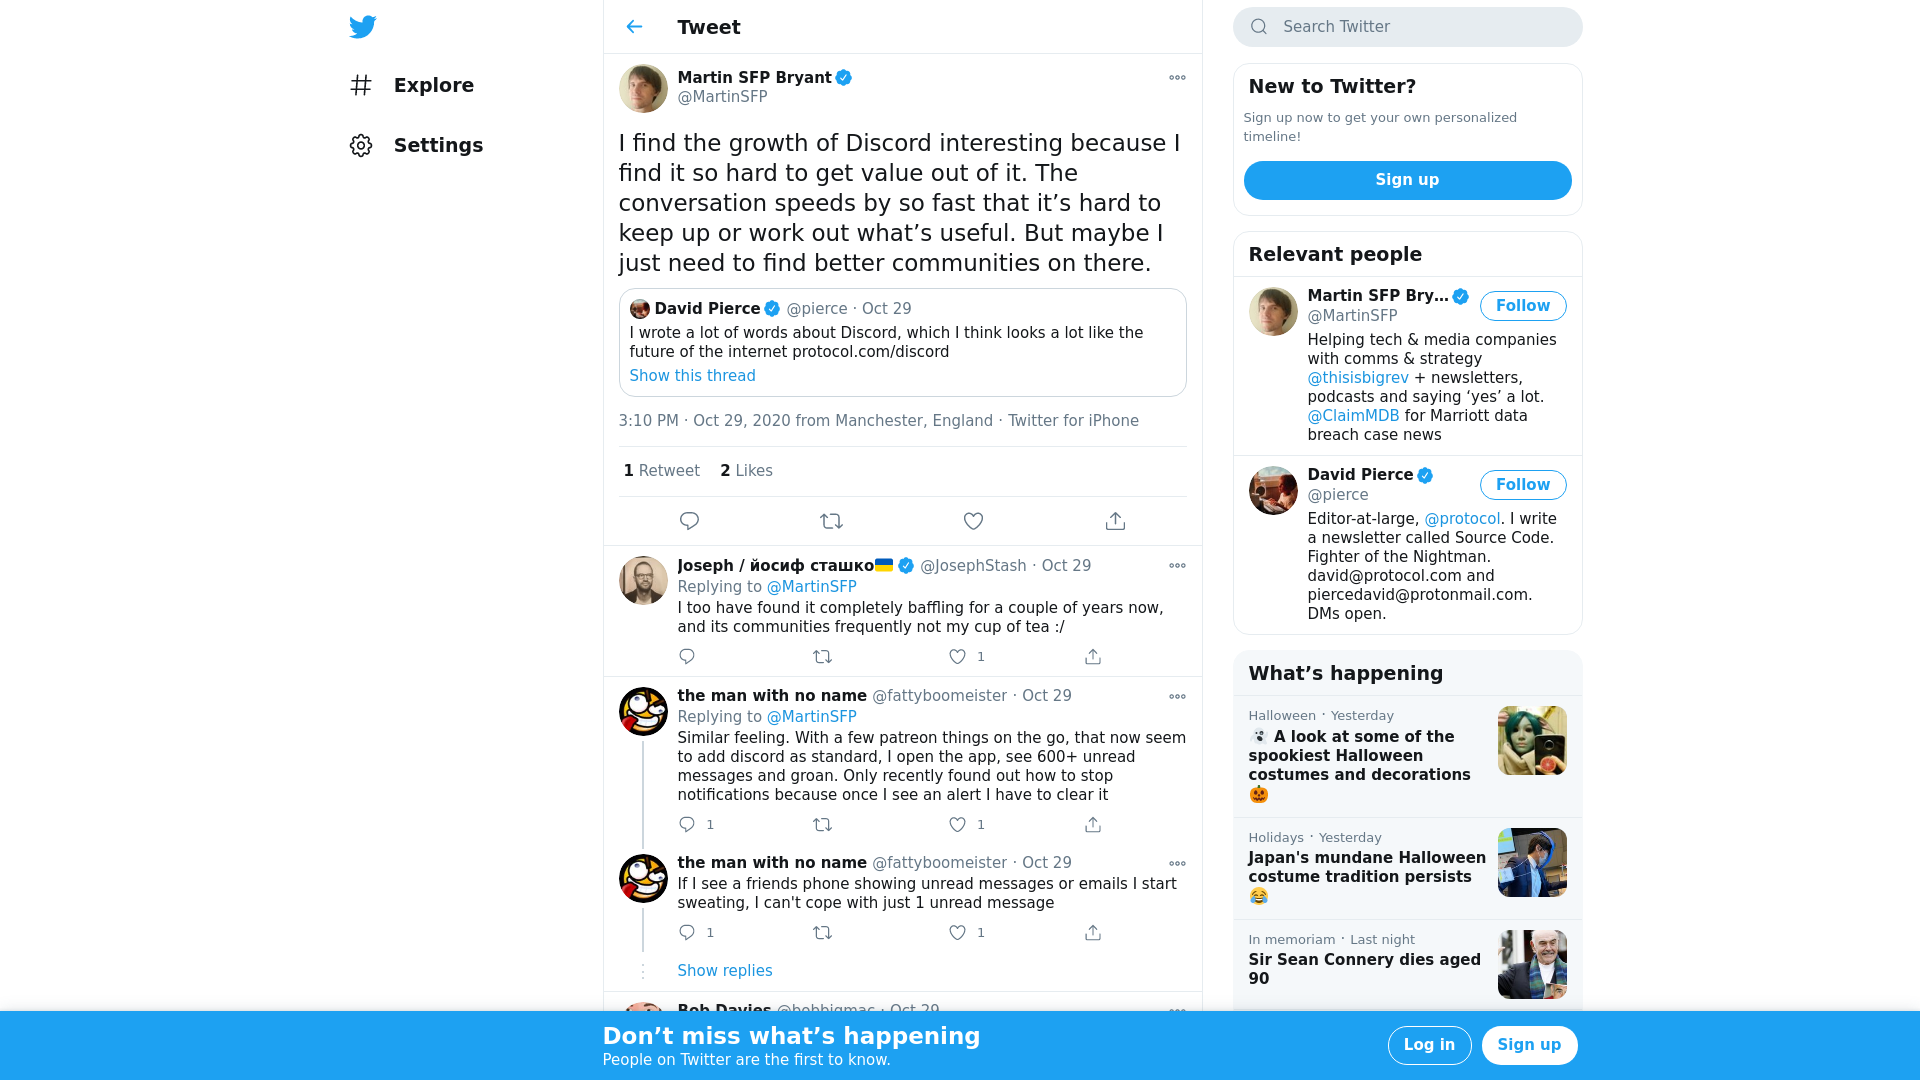 Explore
Settings
Tweet
Martin SFP Bryant
@MartinSFP
I find the growth of Discord interesting because I
find it so hard to get value out of it. The
conversation speeds by so fast that it’s hard to
keep up or work out what’s useful. But maybe I
just need to find better communities on there.
David Pierce @pierce · Oct 29
I wrote a lot of words about Discord, which I think looks a lot like the
future of the internet protocol.com/discord
Show this thread
3:10 PM · Oct 29, 2020 from Manchester, England · Twitter for iPhone
1 Retweet 2 Likes
Joseph / йосиф сташко🇺🇦 @JosephStash · Oct 29
Replying to @MartinSFP
I too have found it completely baffling for a couple of years now,
and its communities frequently not my cup of tea :/
1
the man with no name @fattyboomeister · Oct 29
Replying to @MartinSFP
Similar feeling. With a few patreon things on the go, that now seem
to add discord as standard, I open the app, see 600+ unread
messages and groan. Only recently found out how to stop
notifications because once I see an alert I have to clear it
1 1
the man with no name @fattyboomeister · Oct 29
If I see a friends phone showing unread messages or emails I start
sweating, I can't cope with just 1 unread message
1 1
Show replies
Bob Davies @bobbigmac · Oct 29
Search Twitter
New to Twitter?
Sign up now to get your own personalized
timeline!
Sign up
Relevant people
Martin SFP Bry... Follow
@MartinSFP
Helping tech & media companies
with comms & strategy
@thisisbigrev + newsletters,
podcasts and saying ‘yes’ a lot.
@ClaimMDB for Marriott data
breach case news
David Pierce Follow
@pierce
Editor-at-large, @protocol. I write
a newsletter called Source Code.
Fighter of the Nightman.
david@protocol.com and
piercedavid@protonmail.com.
DMs open.
What’s happening
Halloween · Yesterday
👻 A look at some of the
spookiest Halloween
costumes and decorations
🎃
Holidays · Yesterday
Japan's mundane Halloween
costume tradition persists
😂
In memoriam · Last night
Sir Sean Connery dies aged
90
Don’t miss what’s happening
People on Twitter are the first to know.
Log in
Sign up